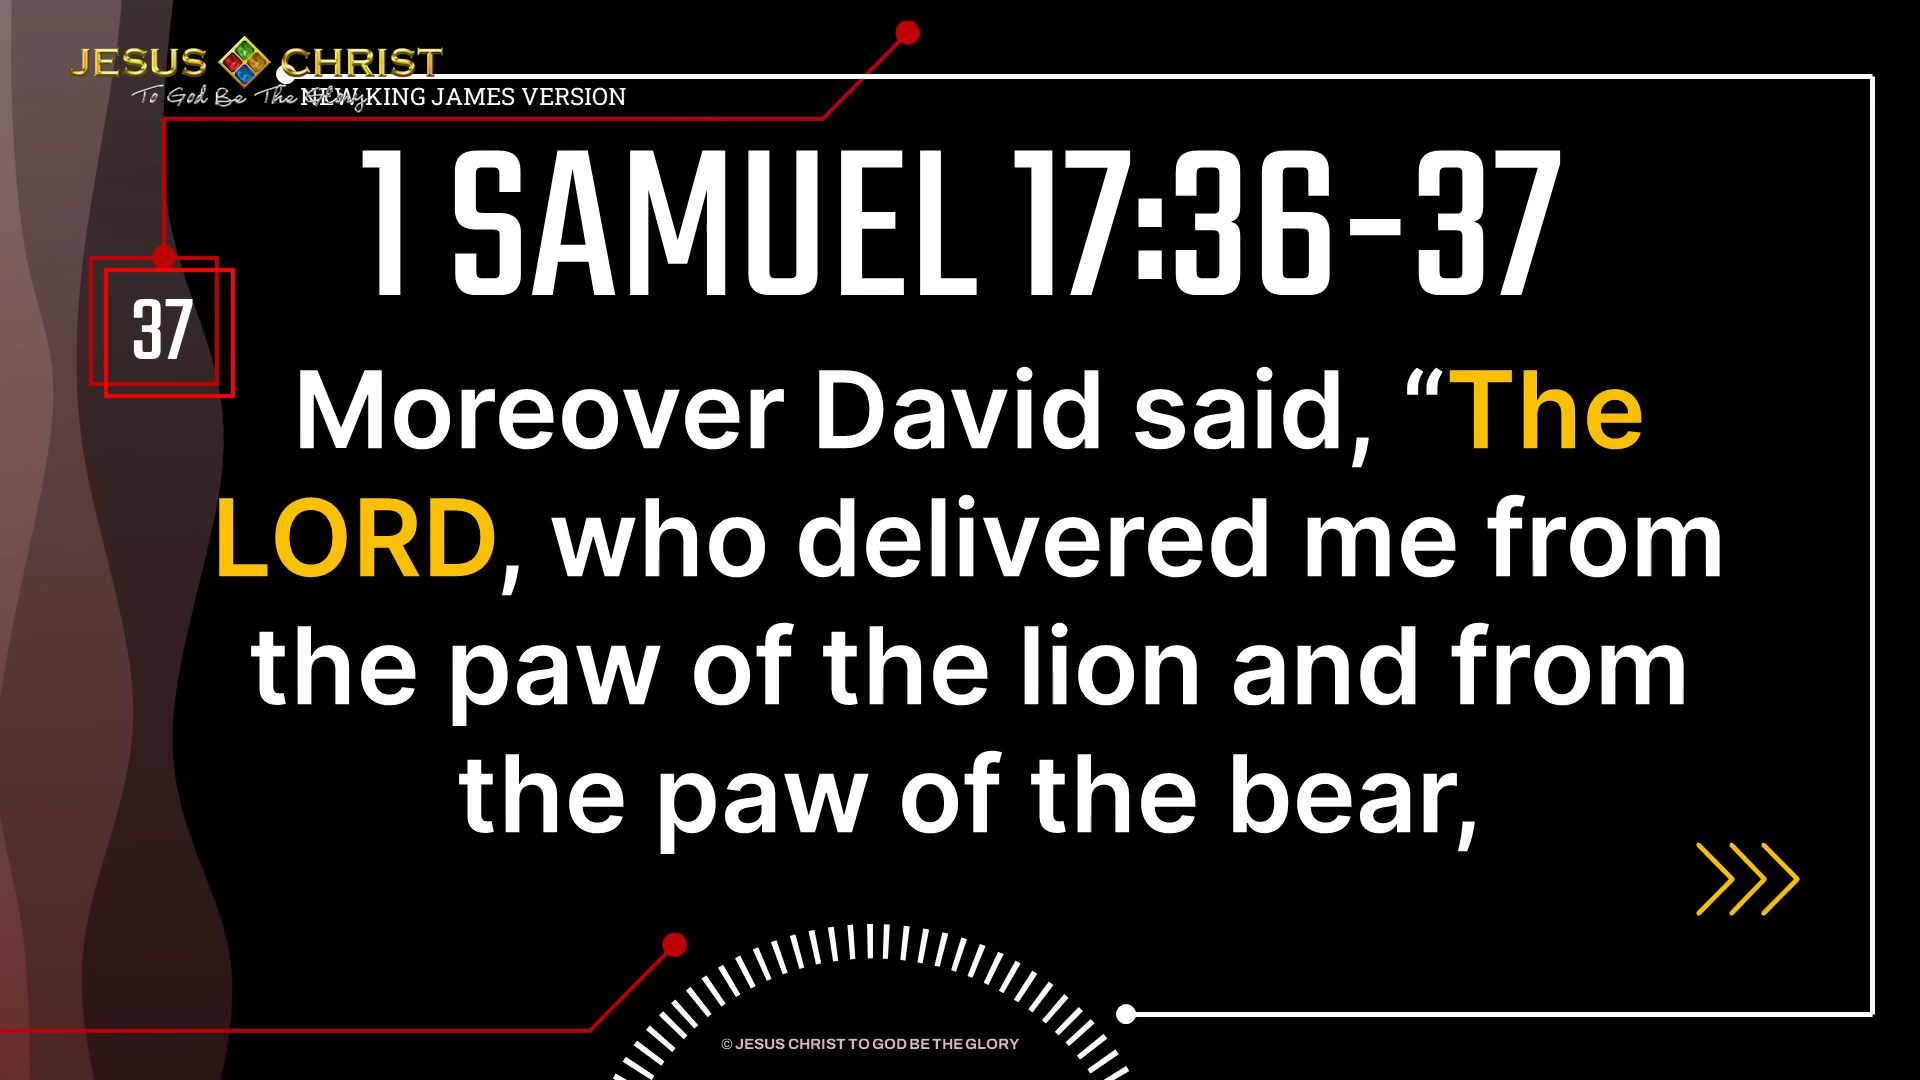 JESUS CHRIST
To God Be The Glory
NEW KING JAMES VERSION
1 SAMUEL 17:36-37
37
Moreover David said, “The
LORD, who delivered me from
the paw of the lion and from
the paw of the bear,
© JESUS CHRIST TO GOD BE THE GLORY